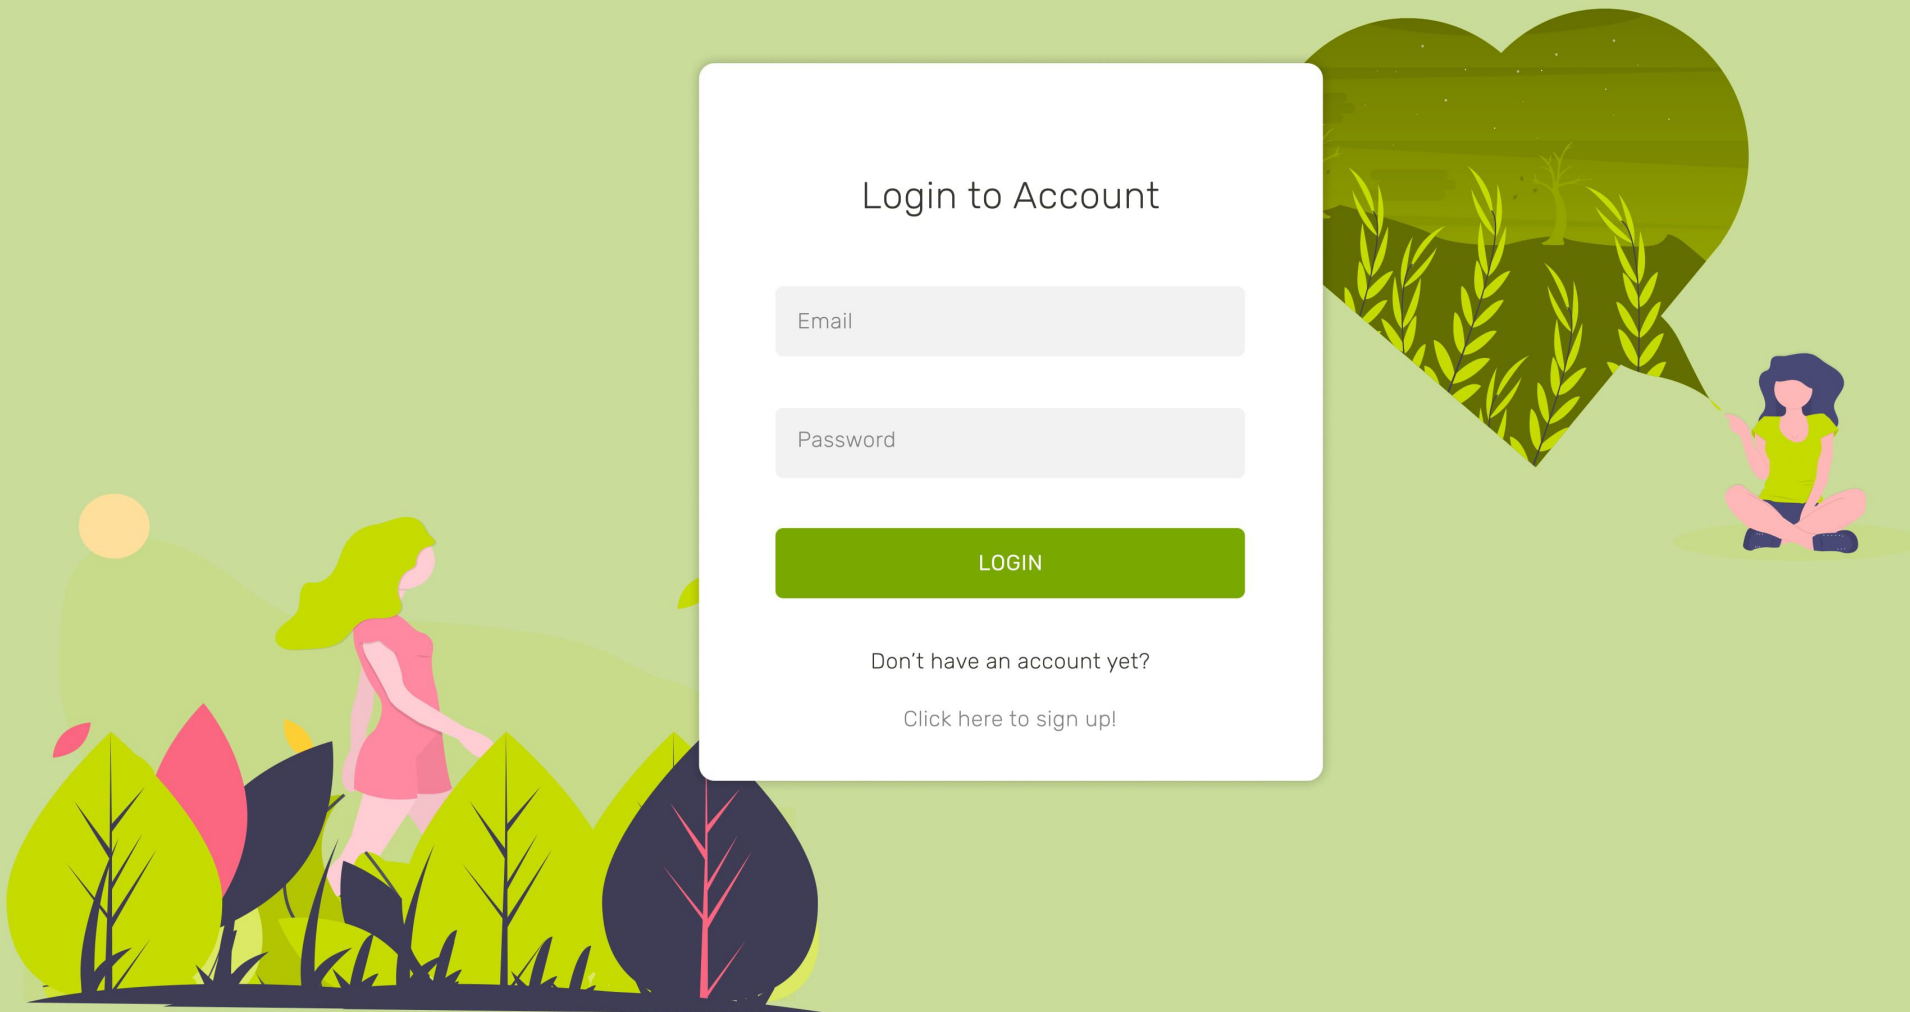 Login to Account
Email
Password
LOGIN
Don’t have an account yet?
Click here to sign up!